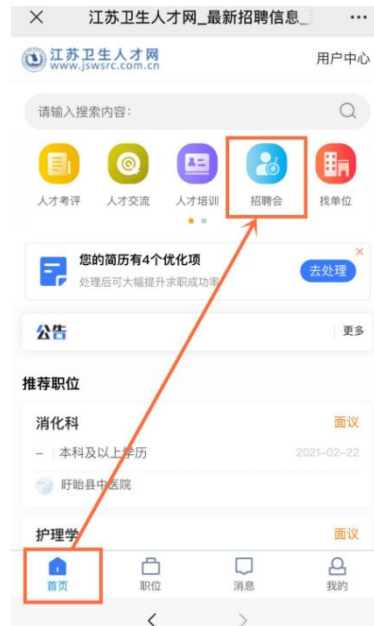 江苏卫生人才网_最新招聘信息_
江苏卫生人才网
www.jswsrc.com.cn
用户中心
请输入搜索内容:
人才考评 人才交流 人才培训 招聘会 找单位
您的简历有4个优化项
处理后可大幅提升求职成功率
去处理
公告
更多
推荐职位
消化科
面议
- 本科及以上学历
2021-02-22
盱眙县中医院
护理学
面议
首页 职位 消息 我的